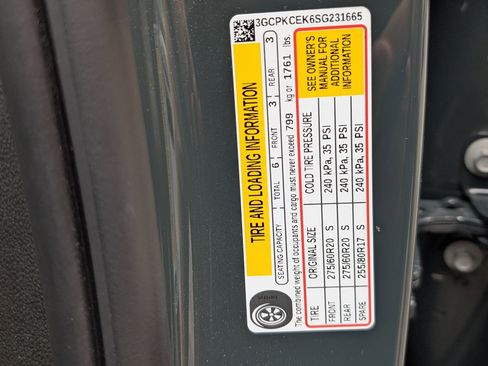 3GCPKCEK6SG231665
TIRE AND LOADING INFORMATION
SEATING CAPACITY TOTAL 6 FRONT 3 REAR 3
The combined weight of occupants and cargo must never exceed 799 kg or 1761 lbs.
TIRE ORIGINAL SIZE COLD TIRE PRESSURE
FRONT 275/60R20 S 240 kPa, 35 PSI
REAR 275/60R20 S 240 kPa, 35 PSI
SPARE 255/80R17 S 240 kPa, 35 PSI
SEE OWNER'S
MANUAL FOR
ADDITIONAL
INFORMATION